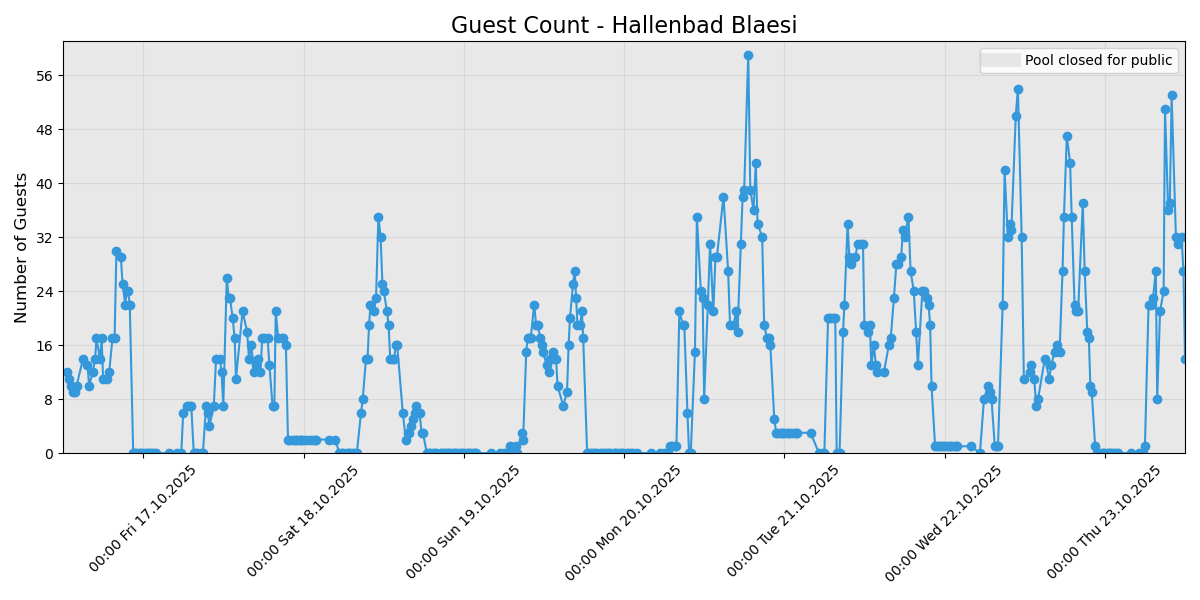 Guest Count - Hallenbad Blaesi
Pool closed for public
Number of Guests
56
48
40
32
24
16
8
0
00:00 Fri 17.10.2025
00:00 Sat 18.10.2025
00:00 Sun 19.10.2025
00:00 Mon 20.10.2025
00:00 Tue 21.10.2025
00:00 Wed 22.10.2025
00:00 Thu 23.10.2025